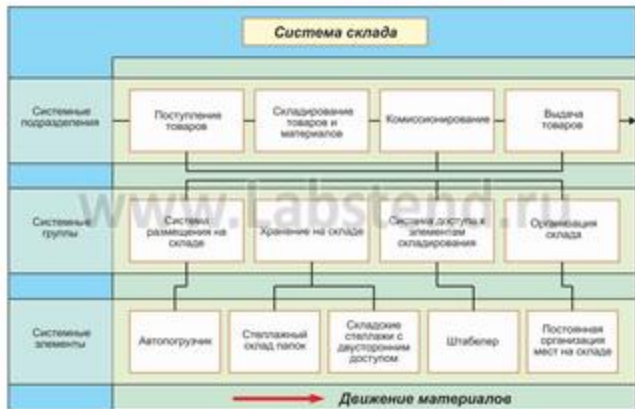 Система склада
Системные
подразделения
Поступление
товаров
Складирование
товаров и
материалов
Комиссионирование
Выдача
товаров
www.Labstend.ru
Системные
группы
Система
размещения на
складе
Хранение на складе
Система доступа к
элементам
складирования
Организация
склада
Системные
элементы
Автопогрузчик
Стеллажный
склад папок
Складские
стеллажи с
двусторонним
доступом
Штабелер
Постоянная
организация
мест на складе
Движение материалов